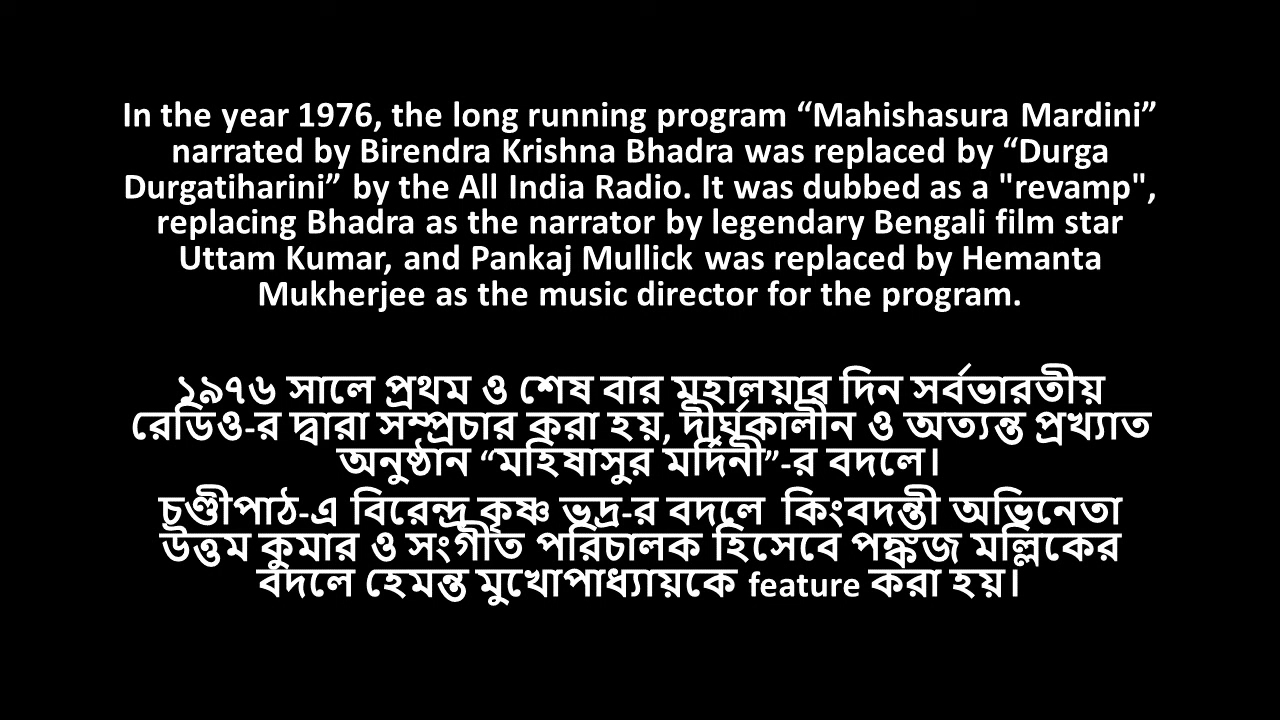 In the year 1976, the long running program “Mahishasura Mardini”
narrated by Birendra Krishna Bhadra was replaced by “Durga
Durgatiharini” by the All India Radio. It was dubbed as a "revamp",
replacing Bhadra as the narrator by legendary Bengali film star
Uttam Kumar, and Pankaj Mullick was replaced by Hemanta
Mukherjee as the music director for the program.
১৯৭৬ সালে প্রথম ও শেষ বার মহালয়ার দিন সর্বভারতীয়
রেডিও-র দ্বারা সম্প্রচার করা হয়, দীর্ঘকালীন ও অত্যন্ত প্রখ্যাত
অনুষ্ঠান “মহিষাসুর মর্দিনী”-র বদলে।
চণ্ডীপাঠ-এ বিরেন্দ্র কৃষ্ণ ভদ্র-র বদলে কিংবদন্তী অভিনেতা
উত্তম কুমার ও সংগীত পরিচালক হিসেবে পঙ্কজ মল্লিকের
বদলে হেমন্ত মুখোপাধ্যায়কে feature করা হয়।